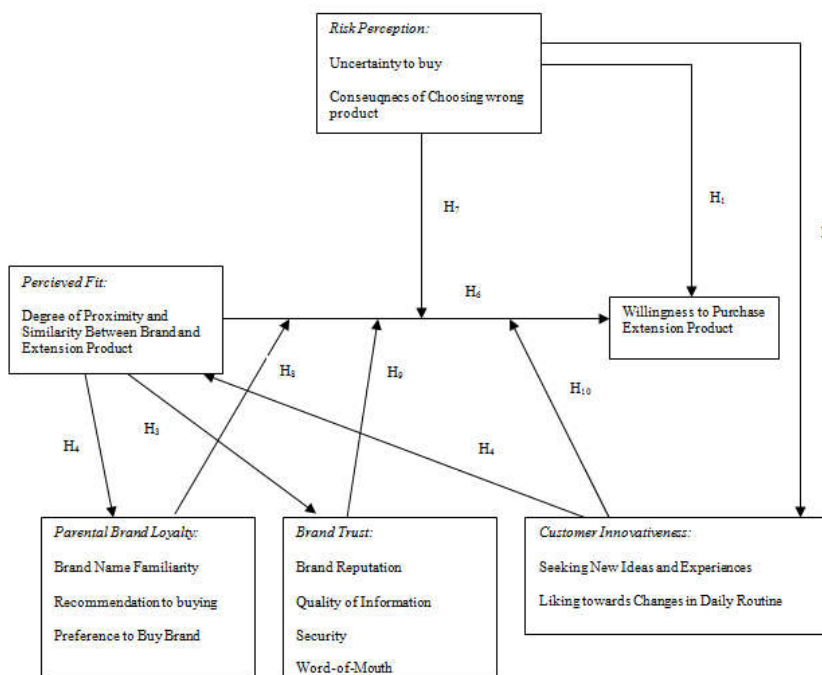 Risk Perception:
Uncertainty to buy
Conseuqnecs of Choosing wrong
product
H₇
H₁
Percieved Fit:
Degree of Proximity and
Similarity Between Brand and
Extension Product
H₆
Willingness to Purchase
Extension Product
H₈
H₉
H₁₀
H₄
H₃
H₄
Parental Brand Loyalty:
Brand Name Familiarity
Recommendation to buying
Preference to Buy Brand
Brand Trust:
Brand Reputation
Quality of Information
Security
Word-of-Mouth
Customer Innovativeness:
Seeking New Ideas and Experiences
Liking towards Changes in Daily Routine